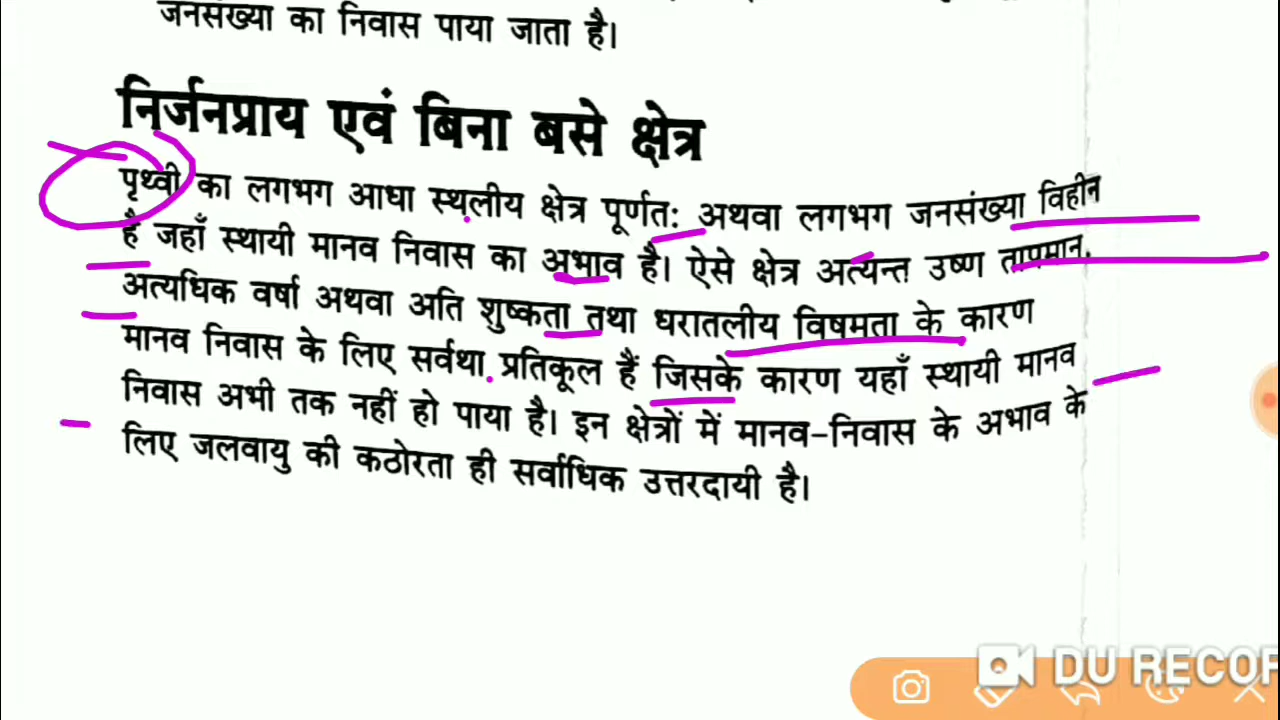 जनसंख्या का निवास पाया जाता है।
निर्जनप्राय एवं बिना बसे क्षेत्र
पृथ्वी का लगभग आधा स्थलीय क्षेत्र पूर्णत: अथवा लगभग जनसंख्या विहीन
है जहाँ स्थायी मानव निवास का अभाव है। ऐसे क्षेत्र अत्यन्त उष्ण तापमान,
अत्यधिक वर्षा अथवा अति शुष्कता तथा धरातलीय विषमता के कारण
मानव निवास के लिए सर्वथा प्रतिकूल हैं जिसके कारण यहाँ स्थायी मानव
निवास अभी तक नहीं हो पाया है। इन क्षेत्रों में मानव-निवास के अभाव के
लिए जलवायु की कठोरता ही सर्वाधिक उत्तरदायी है।
DU RECOR